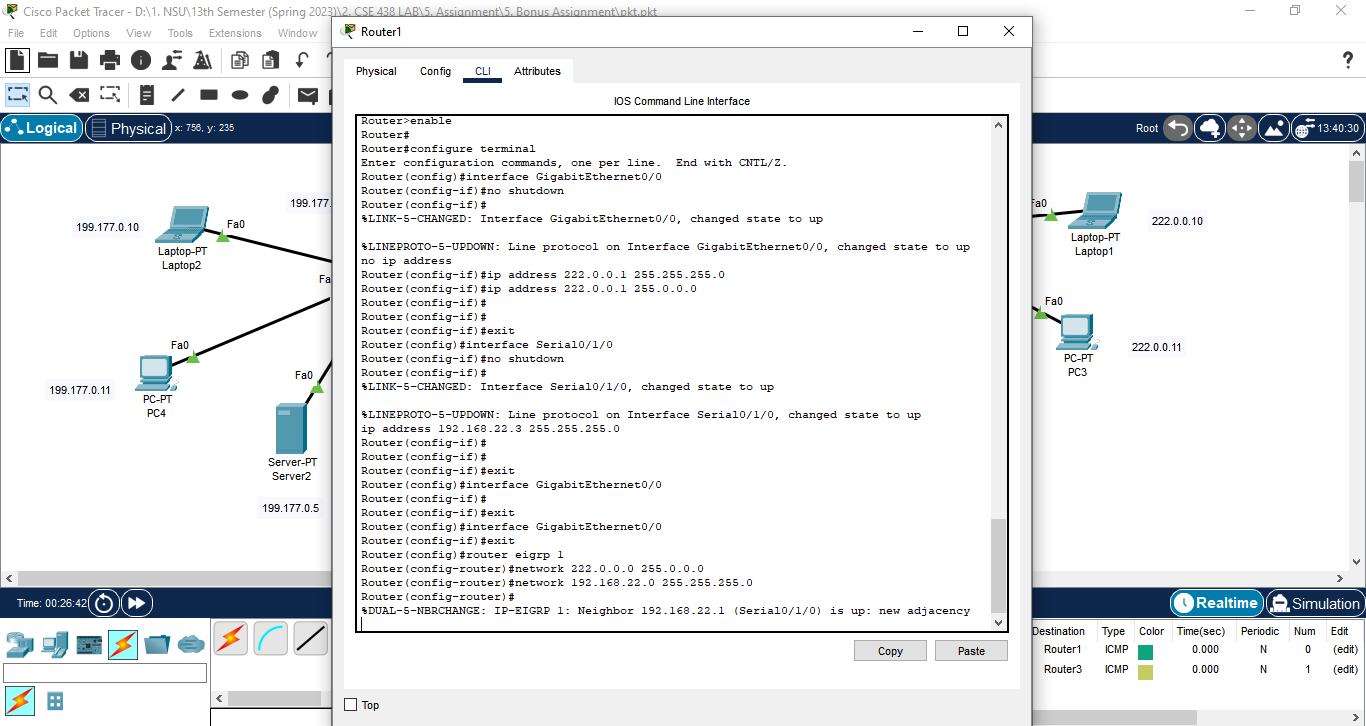 Cisco Packet Tracer - D:\1. NSU\13th Semester (Spring 2023)\2. CSE 438 LAB\5. Assignment\5. Bonus Assignment\pkt.pkt
File Edit Options View Tools Extensions Window
Router1
Physical Config CLI Attributes
IOS Command Line Interface
Logical Physical x: 756, y: 235
Root 13:40:30
Router>enable
Router#
Router#configure terminal
Enter configuration commands, one per line. End with CNTL/Z.
Router(config)#interface GigabitEthernet0/0
Router(config-if)#no shutdown
Router(config-if)#
%LINK-5-CHANGED: Interface GigabitEthernet0/0, changed state to up
%LINEPROTO-5-UPDOWN: Line protocol on Interface GigabitEthernet0/0, changed state to up
no ip address
Router(config-if)#ip address 222.0.0.1 255.255.255.0
Router(config-if)#ip address 222.0.0.1 255.0.0.0
Router(config-if)#
Router(config-if)#
Router(config-if)#exit
Router(config)#interface Serial0/1/0
Router(config-if)#no shutdown
Router(config-if)#
%LINK-5-CHANGED: Interface Serial0/1/0, changed state to up
%LINEPROTO-5-UPDOWN: Line protocol on Interface Serial0/1/0, changed state to up
ip address 192.168.22.3 255.255.255.0
Router(config-if)#
Router(config-if)#
Router(config-if)#exit
Router(config)#interface GigabitEthernet0/0
Router(config-if)#
Router(config-if)#exit
Router(config)#interface GigabitEthernet0/0
Router(config-if)#exit
Router(config)#router eigrp 1
Router(config-router)#network 222.0.0.0 255.0.0.0
Router(config-router)#network 192.168.22.0 255.255.255.0
Router(config-router)#
%DUAL-5-NBRCHANGE: IP-EIGRP 1: Neighbor 192.168.22.1 (Serial0/1/0) is up: new adjacency
Copy Paste
Top
199.177.
199.177.0.10
Fa0
Laptop-PT
Laptop2
Fa
Fa0
199.177.0.11
PC-PT
PC4
Fa0
Server-PT
Server2
199.177.0.5
Fa0
222.0.0.10
Laptop-PT
Laptop1
Fa0
222.0.0.11
PC-PT
PC3
Time: 00:26:42
Realtime Simulation
Destination Type Color Time(sec) Periodic Num Edit
Router1 ICMP 0.000 N 0 (edit)
Router3 ICMP 0.000 N 1 (edit)